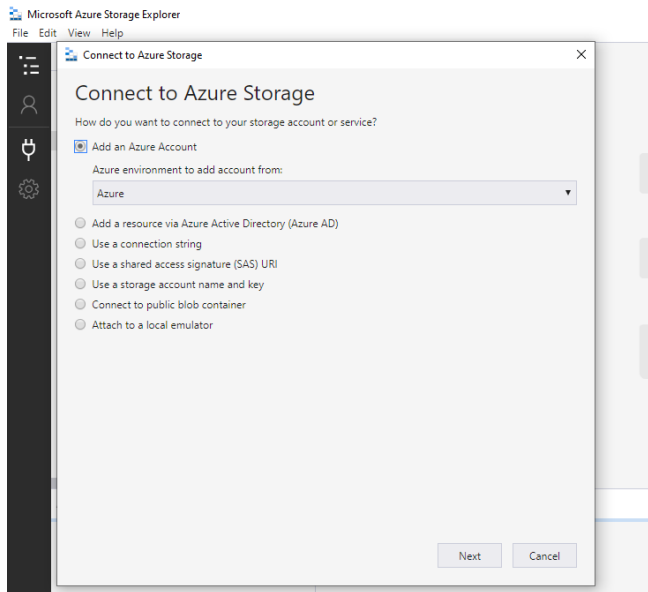 Microsoft Azure Storage Explorer
File Edit View Help
Connect to Azure Storage
Connect to Azure Storage
How do you want to connect to your storage account or service?
Add an Azure Account
Azure environment to add account from:
Azure
Add a resource via Azure Active Directory (Azure AD)
Use a connection string
Use a shared access signature (SAS) URI
Use a storage account name and key
Connect to public blob container
Attach to a local emulator
Next Cancel